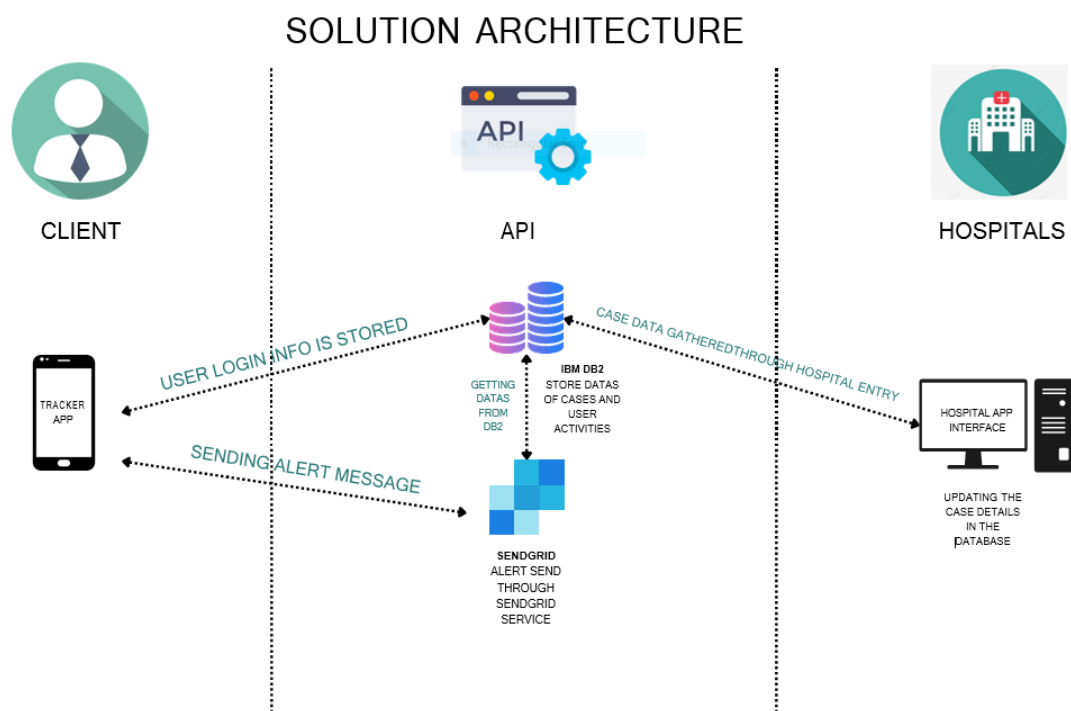 SOLUTION ARCHITECTURE
API
CLIENT
API
HOSPITALS
USER LOGIN INFO IS STORED
CASE DATA GATHEREDTHROUGH HOSPITAL ENTRY
TRACKER
APP
GETTING
DATAS
FROM
DB2
IBM DB2
STORE DATAS
OF CASES AND
USER
ACTIVITIES
HOSPITAL APP
INTERFACE
SENDING ALERT MESSAGE
UPDATING THE
CASE DETAILS
IN THE
DATABASE
SENDGRID
ALERT SEND
THROUGH
SENDGRID
SERVICE